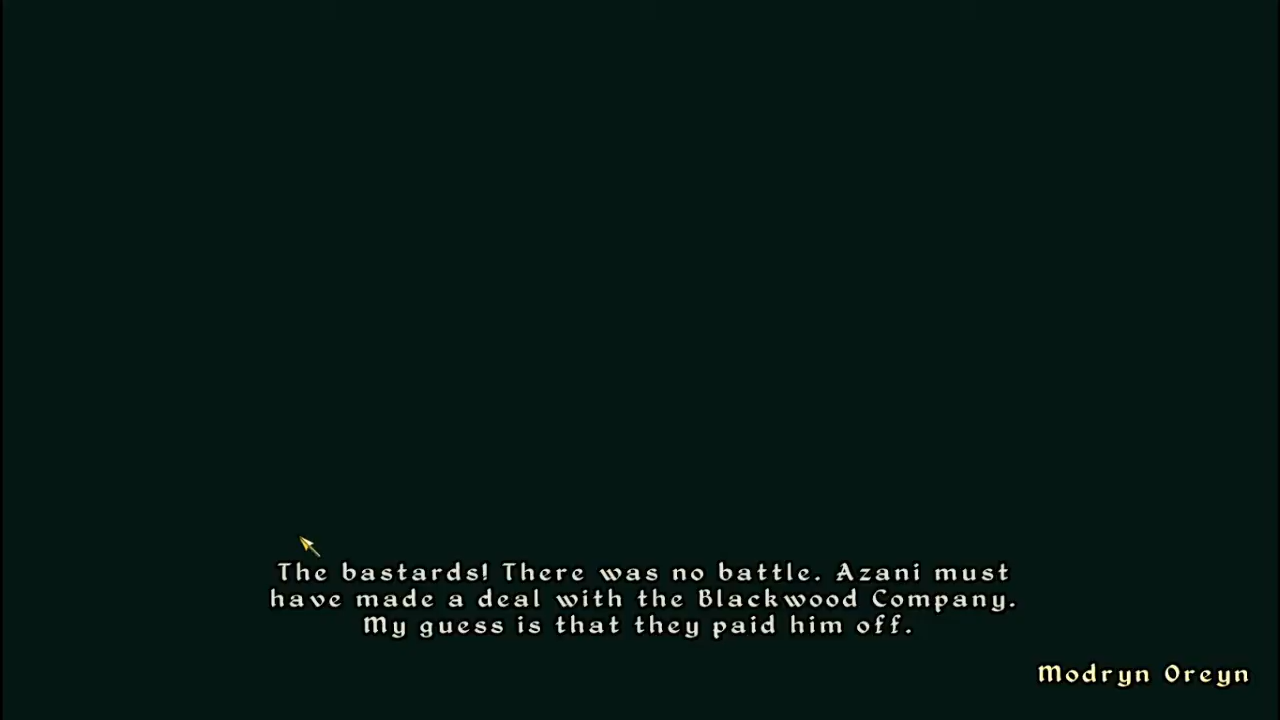 The bastards! There was no battle. Azani must
have made a deal with the Blackwood Company.
My guess is that they paid him off.
Modryn Oreyn